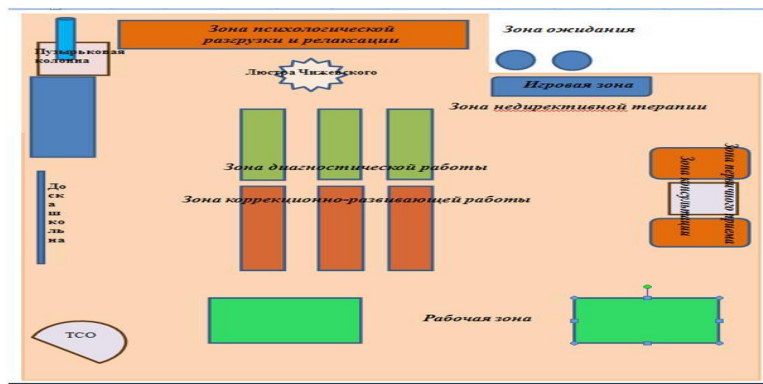 Зона психологической
разгрузки и релаксации
Зона ожидания
Пузырьковая
колонна
Люстра Чижевского
Игровая зона
Зона недирективной терапии
Зона диагностической работы
Зона первичного приема
Зона консультации
До
ск
а
шк
о
ль
на
Зона коррекционно-развивающей работы
Рабочая зона
ТСО